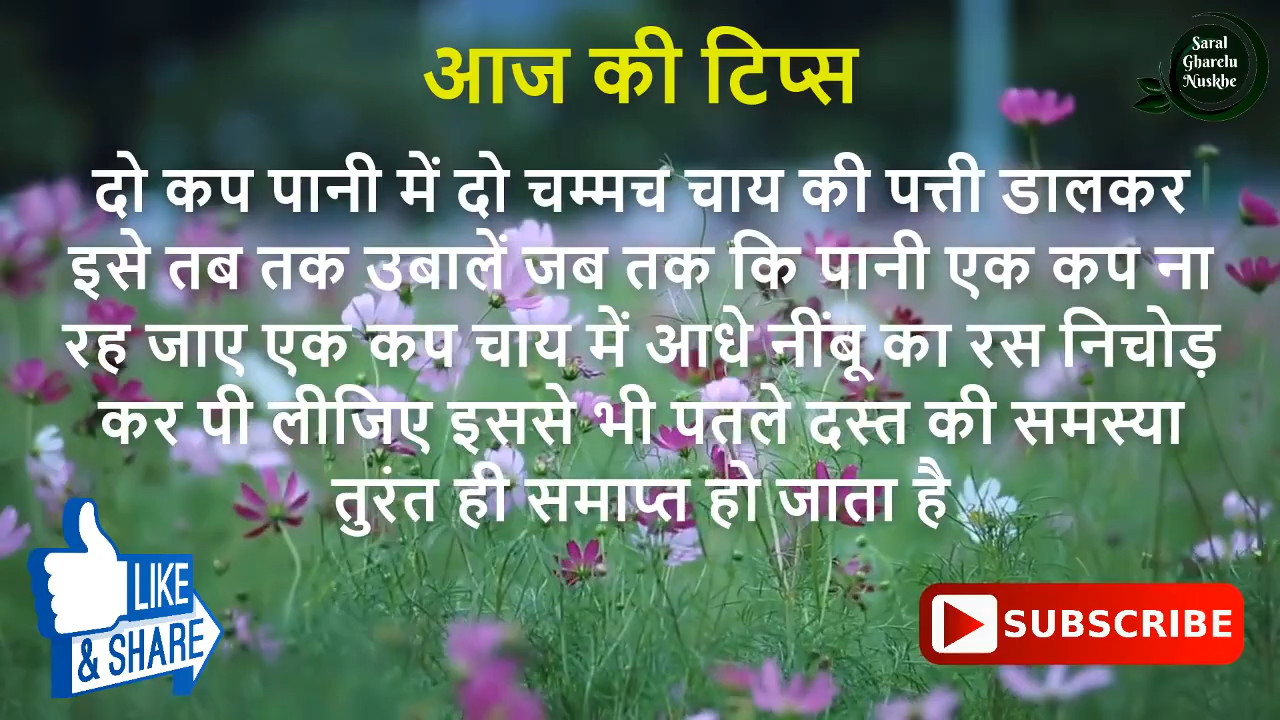 आज की टिप्स
Saral
Gharelu
Nuskhe
दो कप पानी में दो चम्मच चाय की पत्ती डालकर
इसे तब तक उबालें जब तक कि पानी एक कप ना
रह जाए एक कप चाय में आधे नींबू का रस निचोड़
कर पी लीजिए इससे भी पतले दस्त की समस्या
तुरंत ही समाप्त हो जाता है
LIKE
& SHARE
SUBSCRIBE